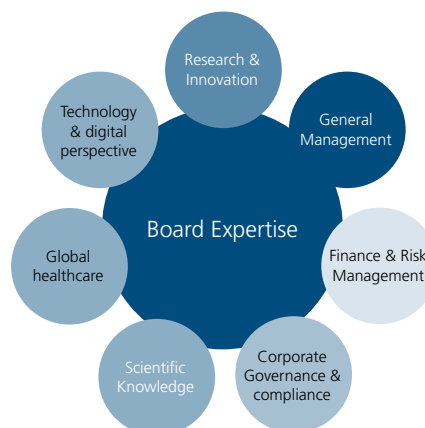 Research &
Innovation
General
Management
Technology
& digital
perspective
Board Expertise
Global
healthcare
Finance & Risk
Management
Scientific
Knowledge
Corporate
Governance &
compliance